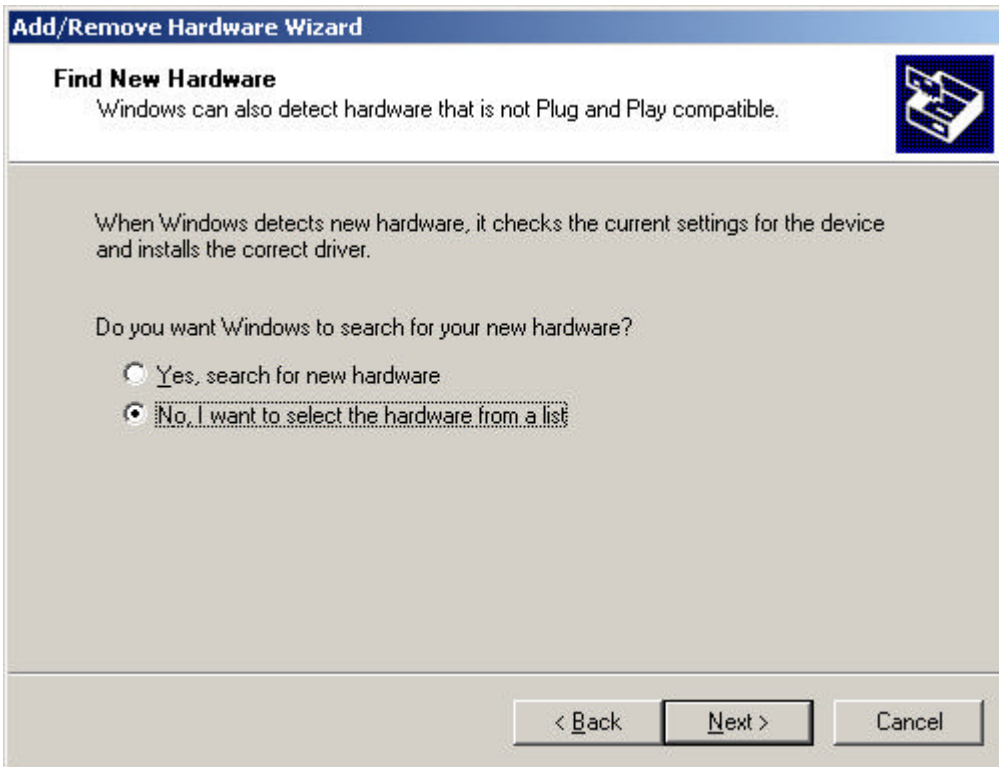 Add/Remove Hardware Wizard
Find New Hardware
Windows can also detect hardware that is not Plug and Play compatible.
When Windows detects new hardware, it checks the current settings for the device
and installs the correct driver.
Do you want Windows to search for your new hardware?
Yes, search for new hardware
No, I want to select the hardware from a list
< Back Next > Cancel